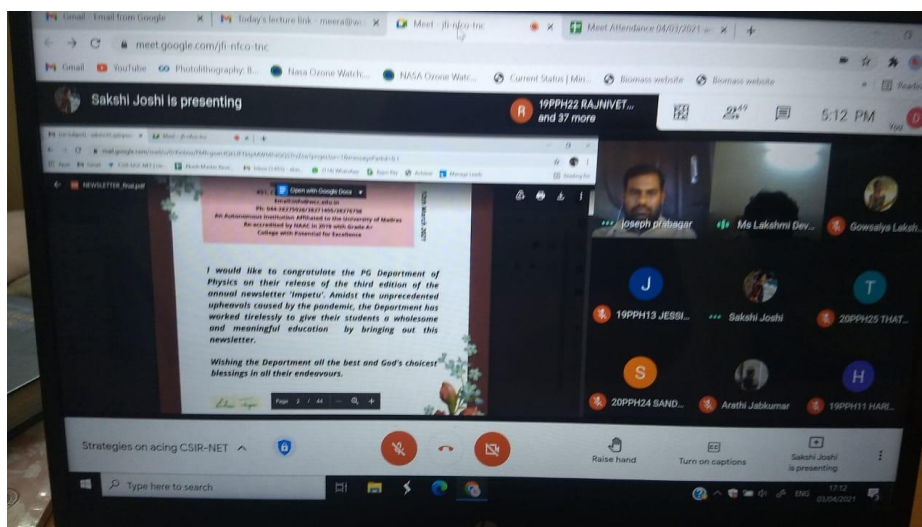 Gmail : Email from Google
Today's lecture link - meera@w
Meet - jfi-nfco-tnc
Meet Attendance 04/03/2021
meet.google.com/jfi-nfco-tnc
Gmail
YouTube
Photolithography: B...
Nasa Ozone Watch...
NASA Ozone Watc...
Current Status | Min...
Biomass website
Biomass website
Sakshi Joshi is presenting
R
19PPH22 RAJNIVET...
and 37 more
49
5:12 PM
You
NEWSLETTER_final.pdf
Open with Google Docs
Ph: 044-28275926/28271405/28276798
An Autonomous Institution Affiliated to the University of Madras
Re-accredited by NAAC in 2019 with Grade A+
College with Potential for Excellence
March 2021
I would like to congratulate the PG Department of
Physics on their release of the third edition of the
annual newsletter 'Impetu'. Amidst the unprecedented
upheavals caused by the pandemic, the Department has
worked tirelessly to give their students a wholesome
and meaningful education by bringing out this
newsletter.
Wishing the Department all the best and God's choicest
blessings in all their endeavours.
Page 2 / 44
joseph prabagar
Ms Lakshmi Dev...
Gowsalya Laksh...
J
T
19PPH13 JESSI...
Sakshi Joshi
20PPH25 THAT...
S
H
20PPH24 SAND...
Arathi Jabkumar
19PPH11 HARI...
Strategies on acing CSIR-NET
Raise hand
Turn on captions
Sakshi Joshi
is presenting
Type here to search
ENG
17:12
03/04/2021